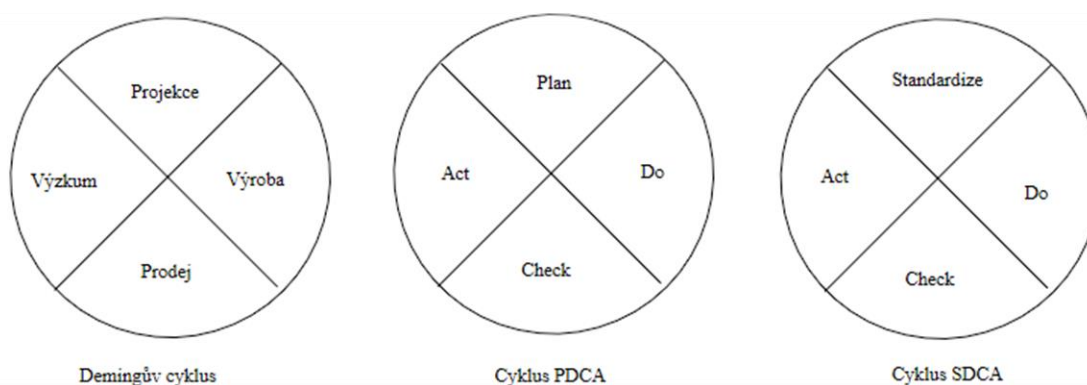 Projekce
Výzkum
Výroba
Prodej
Demingův cyklus
Plan
Act
Do
Check
Cyklus PDCA
Standardize
Act
Do
Check
Cyklus SDCA